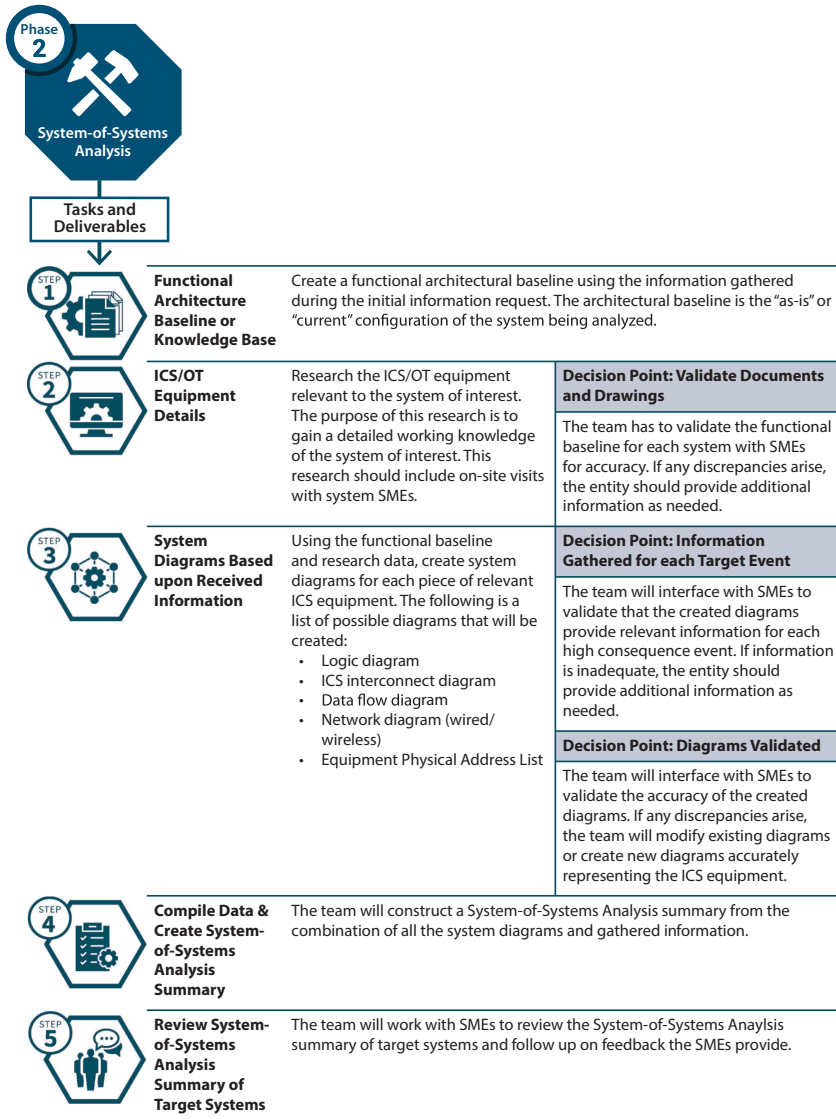 Phase
2
System-of-Systems
Analysis
Tasks and
Deliverables
STEP
1
Functional
Architecture
Baseline or
Knowledge Base
Create a functional architectural baseline using the information gathered
during the initial information request. The architectural baseline is the “as-is” or
“current” configuration of the system being analyzed.
STEP
2
ICS/OT
Equipment
Details
Research the ICS/OT equipment
relevant to the system of interest.
The purpose of this research is to
gain a detailed working knowledge
of the system of interest. This
research should include on-site visits
with system SMEs.
Decision Point: Validate Documents
and Drawings
The team has to validate the functional
baseline for each system with SMEs
for accuracy. If any discrepancies arise,
the entity should provide additional
information as needed.
STEP
3
System
Diagrams Based
upon Received
Information
Using the functional baseline
and research data, create system
diagrams for each piece of relevant
ICS equipment. The following is a
list of possible diagrams that will be
created:
• Logic diagram
• ICS interconnect diagram
• Data flow diagram
• Network diagram (wired/
wireless)
• Equipment Physical Address List
Decision Point: Information
Gathered for each Target Event
The team will interface with SMEs to
validate that the created diagrams
provide relevant information for each
high consequence event. If information
is inadequate, the entity should
provide additional information as
needed.
Decision Point: Diagrams Validated
The team will interface with SMEs to
validate the accuracy of the created
diagrams. If any discrepancies arise,
the team will modify existing diagrams
or create new diagrams accurately
representing the ICS equipment.
STEP
4
Compile Data &
Create System-
of-Systems
Analysis
Summary
The team will construct a System-of-Systems Analysis summary from the
combination of all the system diagrams and gathered information.
STEP
5
Review System-
of-Systems
Analysis
Summary of
Target Systems
The team will work with SMEs to review the System-of-Systems Anaylsis
summary of target systems and follow up on feedback the SMEs provide.